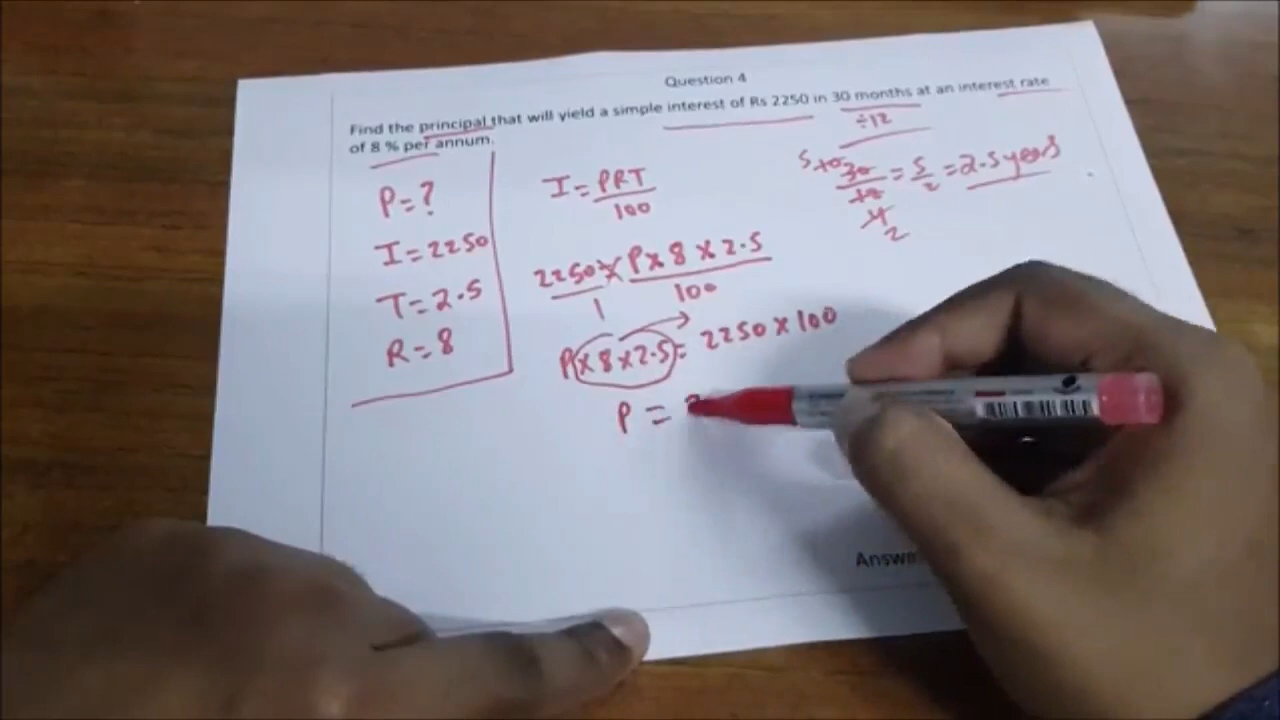 Question 4
Find the principal that will yield a simple interest of Rs 2250 in 30 months at an interest rate
of 8 % per annum.
÷12
P=?
I=2250
T=2.5
R=8
I=PRT
100
30
12
= 5
2
=2.5 years
2250
1
P×8×2.5
100
P×8×2.5= 2250×100
P =